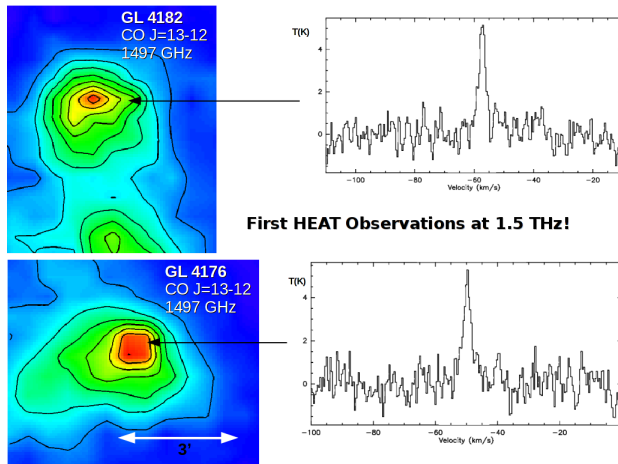 GL 4182
CO J=13-12
1497 GHz
T(K)
4
2
0
-100 -80 -60 -40 -20
Velocity (km/s)
First HEAT Observations at 1.5 THz!
GL 4176
CO J=13-12
1497 GHz
T(K)
4
2
0
-100 -80 -60 -40 -20 0
Velocity (km/s)
3'